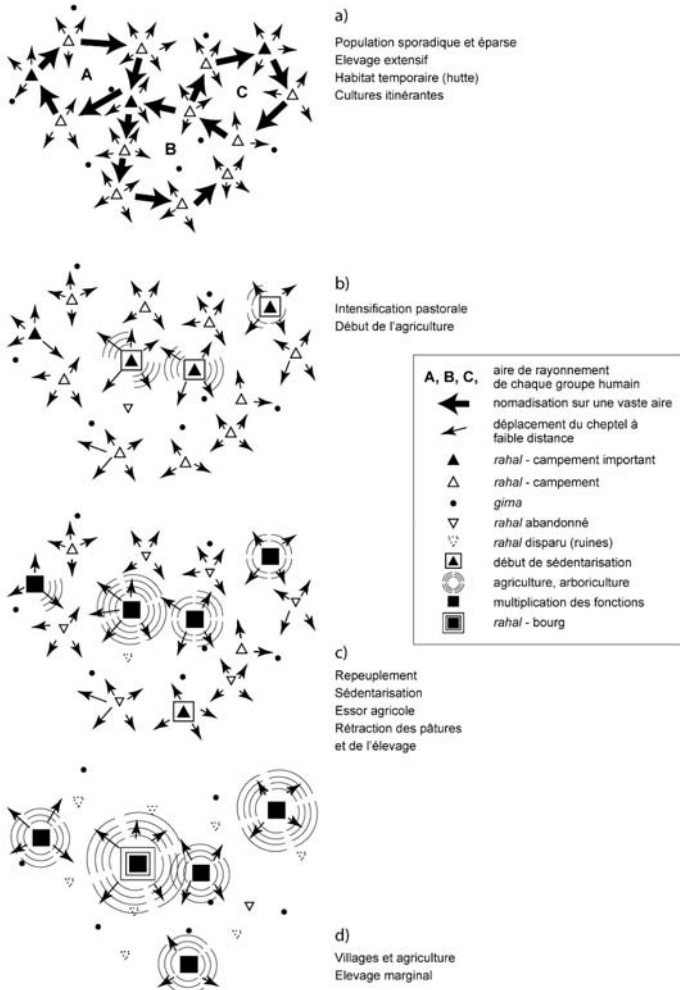 a)
Population sporadique et éparse
Elevage extensif
Habitat temporaire (hutte)
Cultures itinérantes
A
C
B
b)
Intensification pastorale
Début de l'agriculture
A, B, C, aire de rayonnement
de chaque groupe humain
nomadisation sur une vaste aire
déplacement du cheptel à
faible distance
rahal - campement important
rahal - campement
girna
rahal abandonné
rahal disparu (ruines)
début de sédentarisation
agriculture, arboriculture
multiplication des fonctions
rahal - bourg
c)
Repeuplement
Sédentarisation
Essor agricole
Rétraction des pâtures
et de l'élevage
d)
Villages et agriculture
Elevage marginal